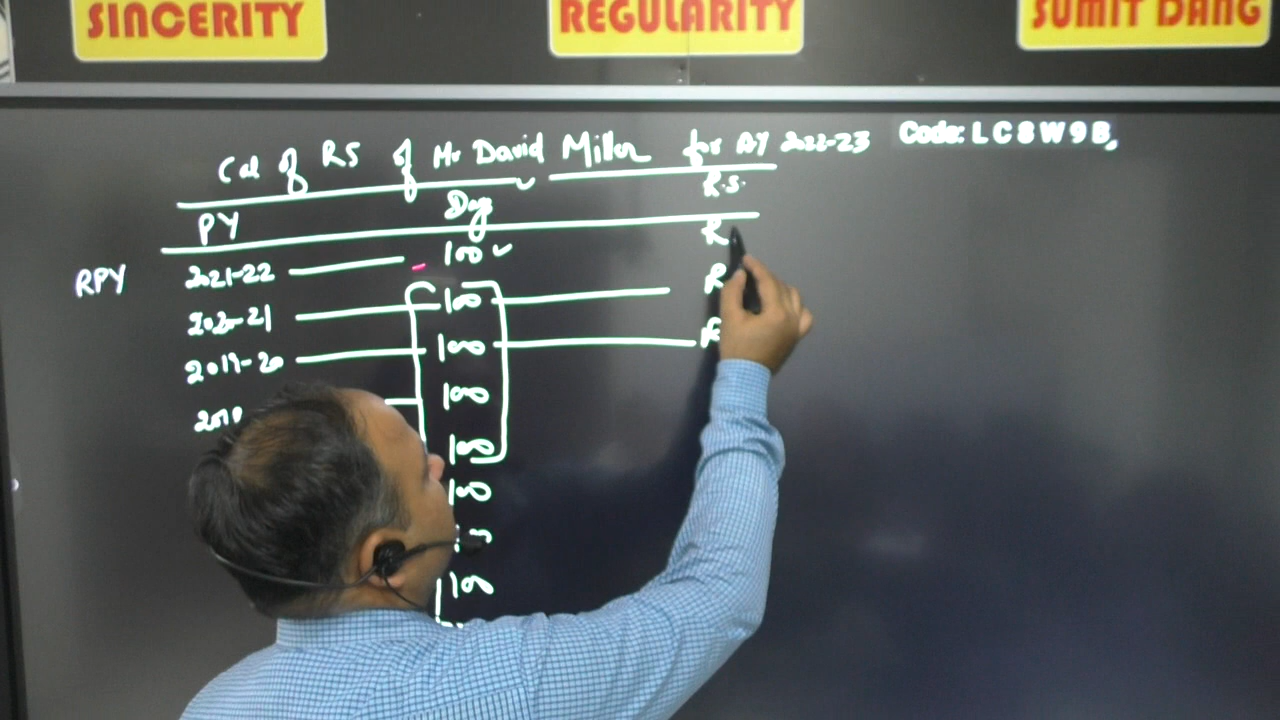 SINCERITY REGULARITY SUMIT DANG
Cal of RS of Mr David Miller for AY 2022-23 Code: LC8W9B,
PY Days R.S.
RPY 2021-22 100 R
2020-21 100 R
2019-20 100 R
100
100
100
100